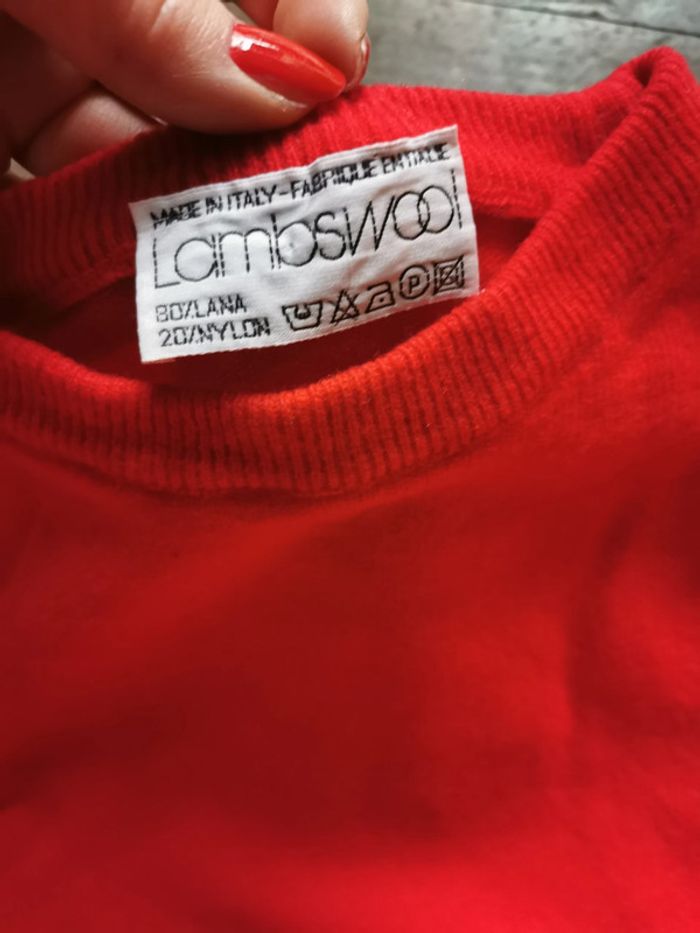 MADE IN ITALY-FABRIQUE EN ITALIE
Lambswool
80%LANA
20%NYLON
P